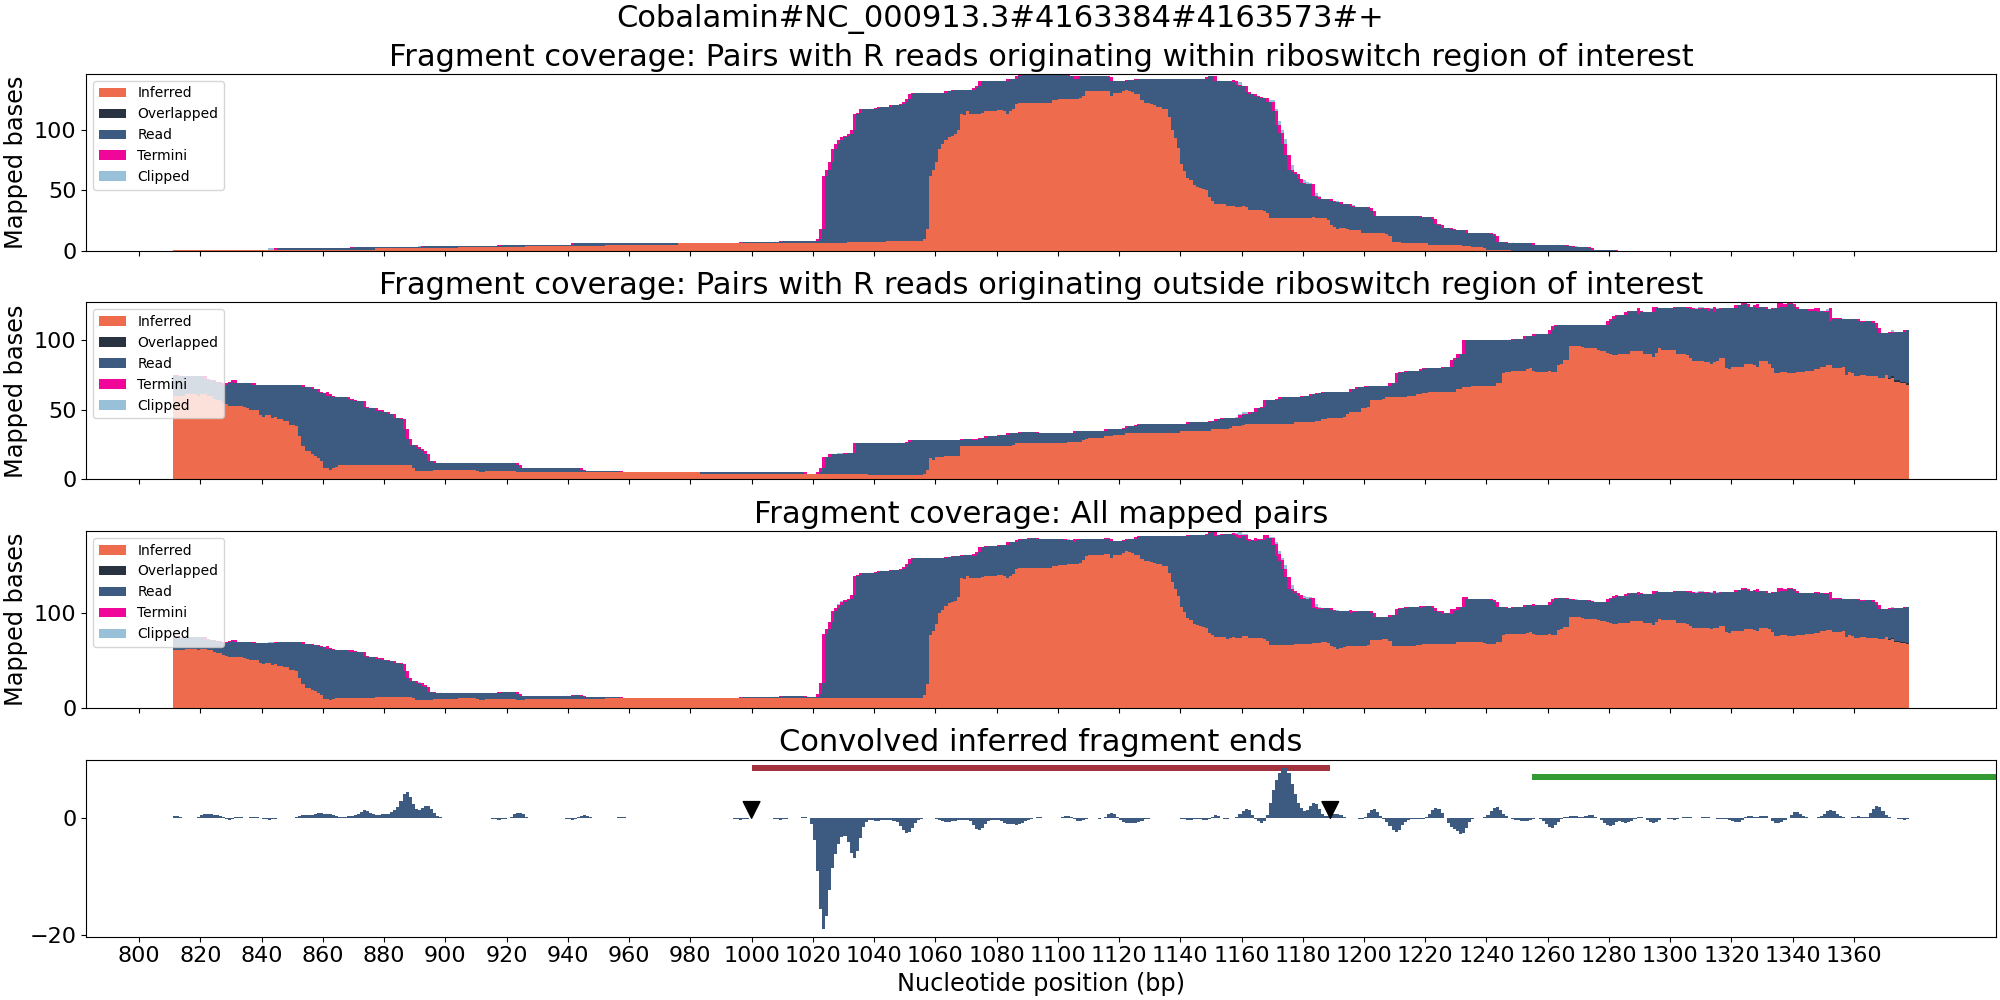 Cobalamin#NC_000913.3#4163384#4163573#+
Fragment coverage: Pairs with R reads originating within riboswitch region of interest
Mapped bases
100
50
0
Inferred
Overlapped
Read
Termini
Clipped
Fragment coverage: Pairs with R reads originating outside riboswitch region of interest
Mapped bases
100
50
0
Inferred
Overlapped
Read
Termini
Clipped
Fragment coverage: All mapped pairs
Mapped bases
100
0
Inferred
Overlapped
Read
Termini
Clipped
Convolved inferred fragment ends
0
−20
800 820 840 860 880 900 920 940 960 980 1000 1020 1040 1060 1080 1100 1120 1140 1160 1180 1200 1220 1240 1260 1280 1300 1320 1340 1360
Nucleotide position (bp)